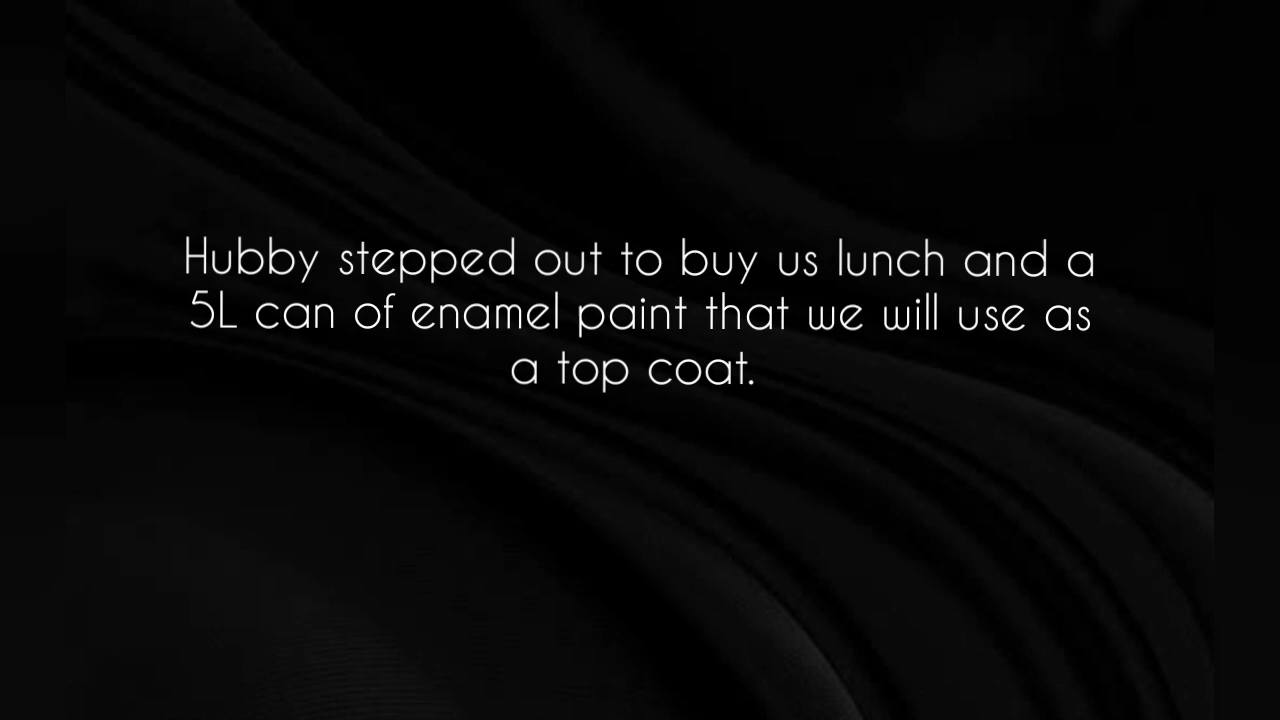 Hubby stepped out to buy us lunch and a
5L can of enamel paint that we will use as
a top coat.